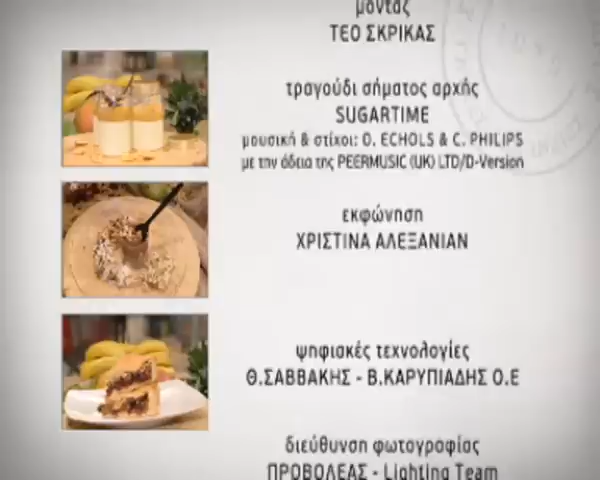 μοντάζ
ΤΕΟ ΣΚΡΙΚΑΣ
τραγούδι σήματος αρχής
SUGARTIME
μουσική & στίχοι: O. ECHOLS & C. PHILIPS
με την άδεια της PEERMUSIC (UK) LTD/D-Version
εκφώνηση
ΧΡΙΣΤΙΝΑ ΑΛΕΞΑΝΙΑΝ
ψηφιακές τεχνολογίες
Θ.ΣΑΒΒΑΚΗΣ - Β.ΚΑΡΥΠΙΑΔΗΣ Ο.Ε
διεύθυνση φωτογραφίας
ΠΡΟΒΟΛΕΑΣ - Lighting Team